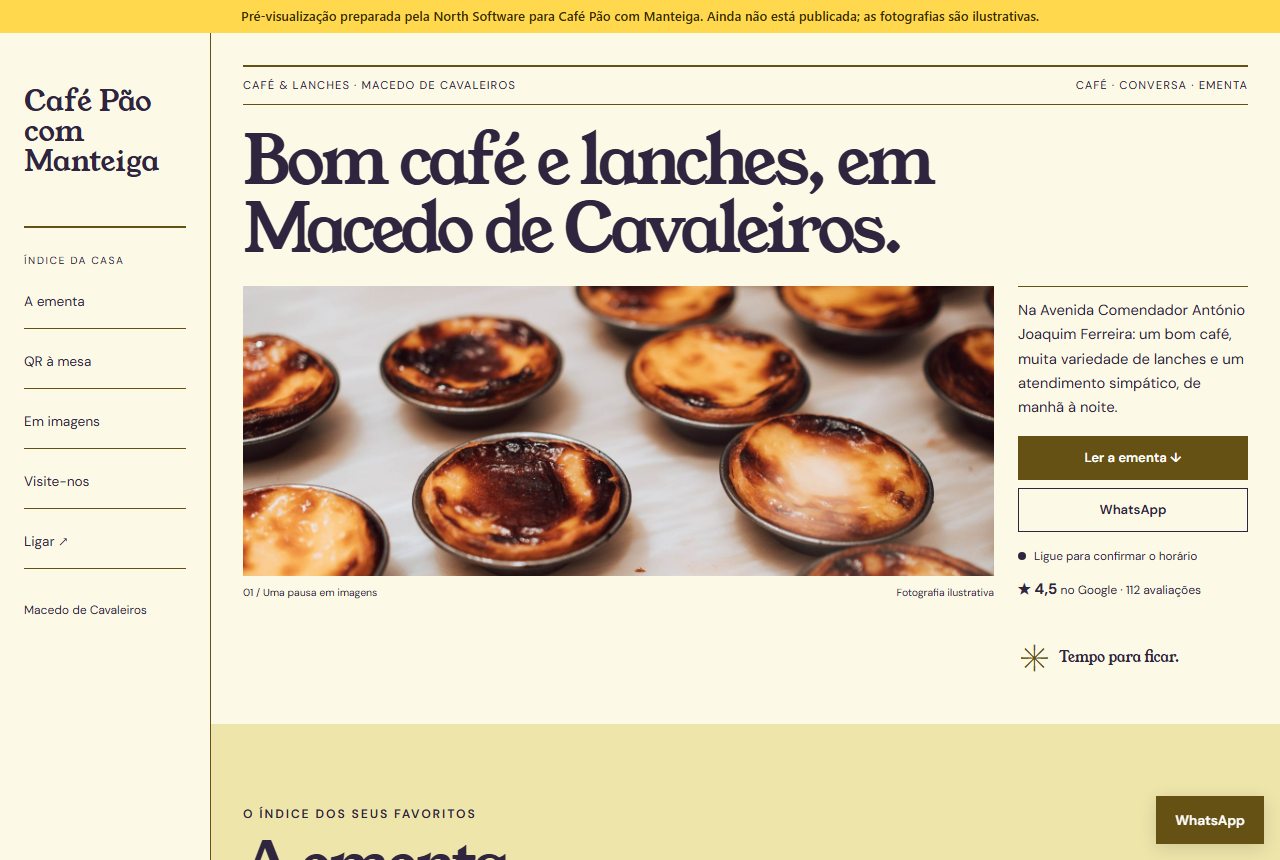 Pré-visualização preparada pela North Software para Café Pão com Manteiga. Ainda não está publicada; as fotografias são ilustrativas.
Café Pão
com
Manteiga
ÍNDICE DA CASA
A ementa
QR à mesa
Em imagens
Visite-nos
Ligar ↗
Macedo de Cavaleiros
CAFÉ & LANCHES · MACEDO DE CAVALEIROS
CAFÉ · CONVERSA · EMENTA
Bom café e lanches, em
Macedo de Cavaleiros.
01 / Uma pausa em imagens
Fotografia ilustrativa
Na Avenida Comendador António
Joaquim Ferreira: um bom café,
muita variedade de lanches e um
atendimento simpático, de
manhã à noite.
Ler a ementa ↓
WhatsApp
Ligue para confirmar o horário
★ 4,5 no Google · 112 avaliações
Tempo para ficar.
O ÍNDICE DOS SEUS FAVORITOS
A ementa
WhatsApp